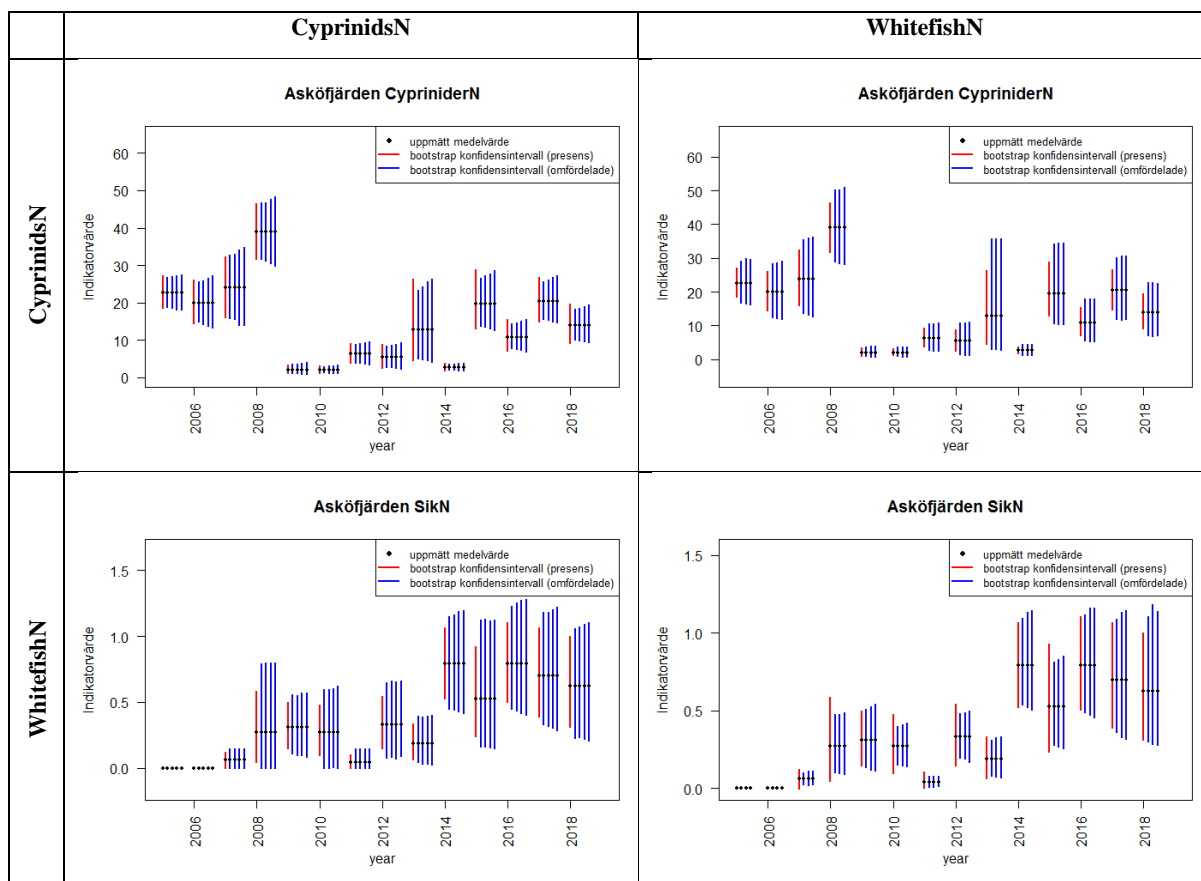 CyprinidsN
WhitefishN
CyprinidsN
Asköfjärden CypriniderN
uppmätt medelvärde
bootstrap konfidensintervall (presens)
bootstrap konfidensintervall (omfördelade)
Indikatorvärde
60
50
40
30
20
10
0
2006
2008
2010
2012
2014
2016
2018
year
Asköfjärden CypriniderN
uppmätt medelvärde
bootstrap konfidensintervall (presens)
bootstrap konfidensintervall (omfördelade)
Indikatorvärde
60
50
40
30
20
10
0
2006
2008
2010
2012
2014
2016
2018
year
WhitefishN
Asköfjärden SikN
uppmätt medelvärde
bootstrap konfidensintervall (presens)
bootstrap konfidensintervall (omfördelade)
Indikatorvärde
1.5
1.0
0.5
0.0
2006
2008
2010
2012
2014
2016
2018
year
Asköfjärden SikN
uppmätt medelvärde
bootstrap konfidensintervall (presens)
bootstrap konfidensintervall (omfördelade)
Indikatorvärde
1.5
1.0
0.5
0.0
2006
2008
2010
2012
2014
2016
2018
year